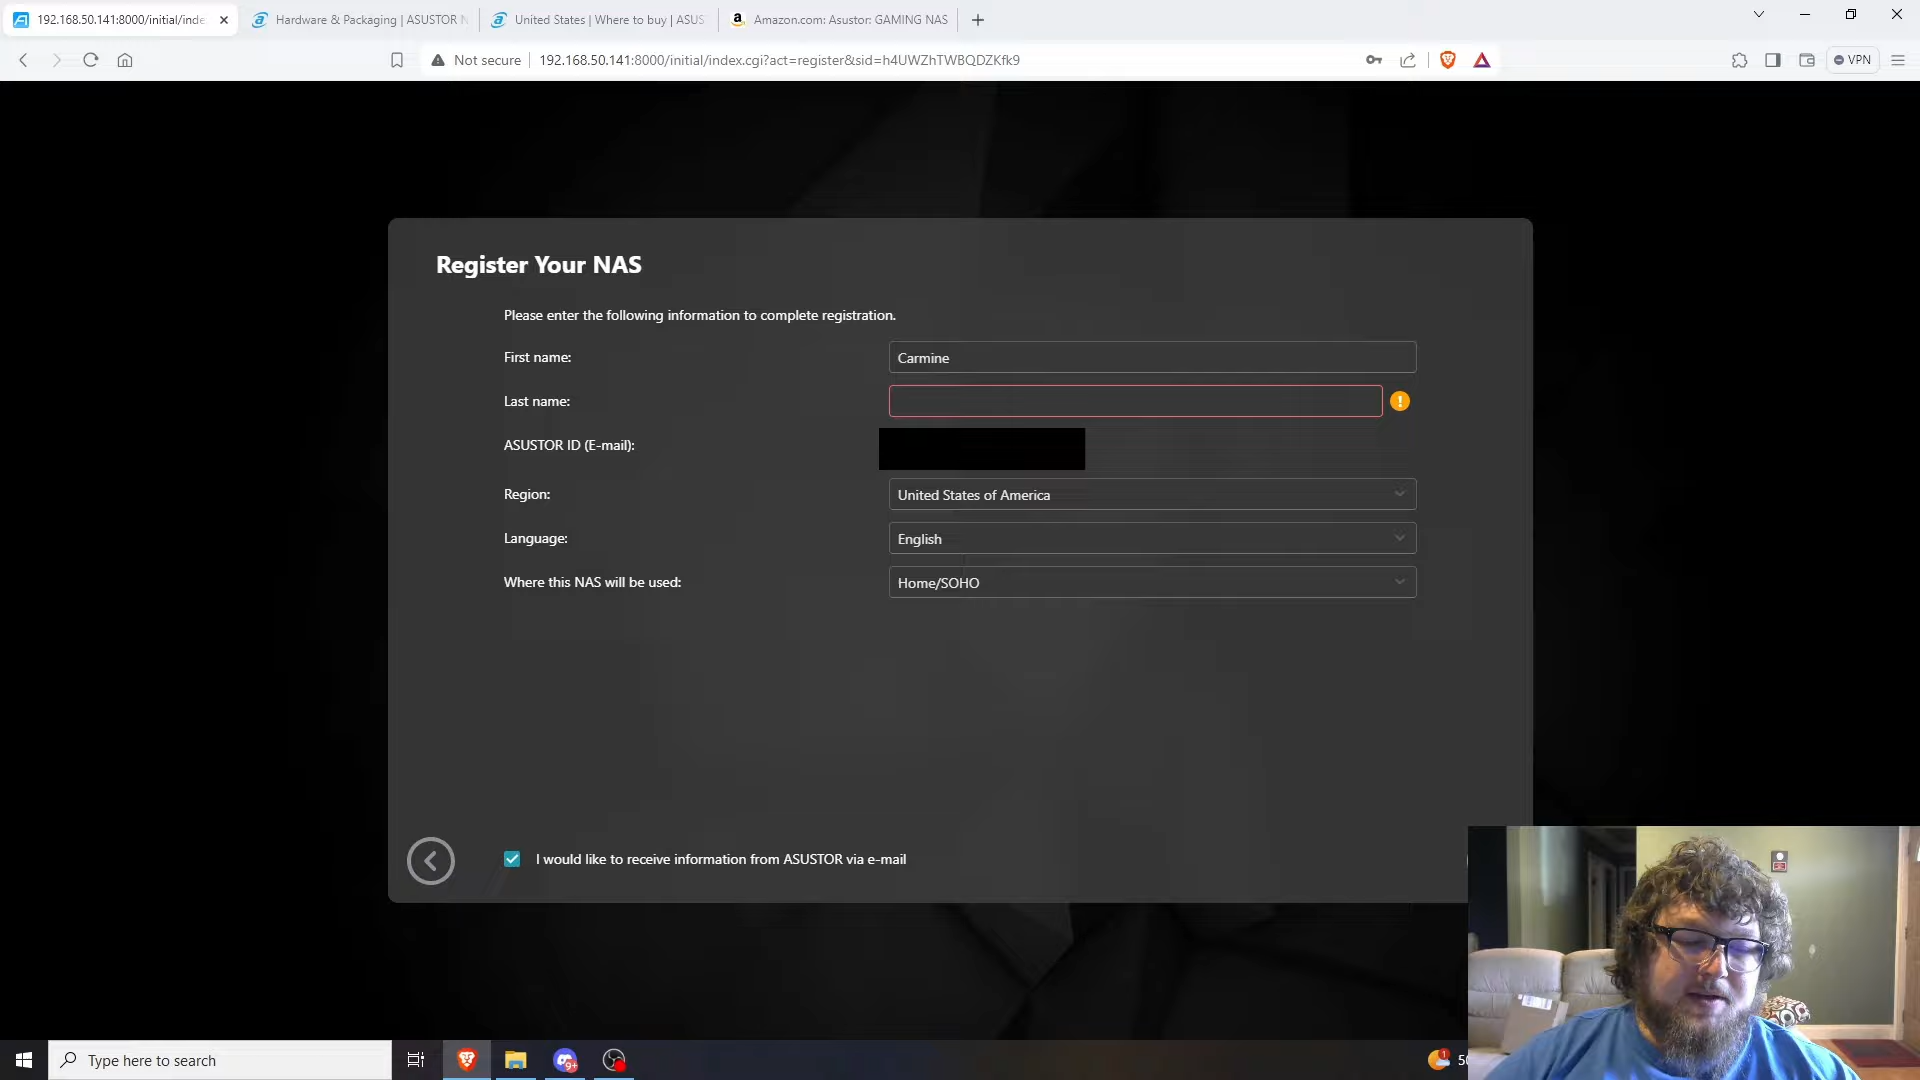 192.168.50.141:8000/initial/inde
Hardware & Packaging | ASUSTOR N
United States | Where to buy | ASUS
Amazon.com: Asustor: GAMING NAS
Not secure
192.168.50.141:8000/initial/index.cgi?act=register&sid=h4UWZhTWBQDZKfk9
VPN
Register Your NAS
Please enter the following information to complete registration.
First name:
Carmine
Last name:
!
ASUSTOR ID (E-mail):
Region:
United States of America
Language:
English
Where this NAS will be used:
Home/SOHO
I would like to receive information from ASUSTOR via e-mail
Type here to search
9+
1